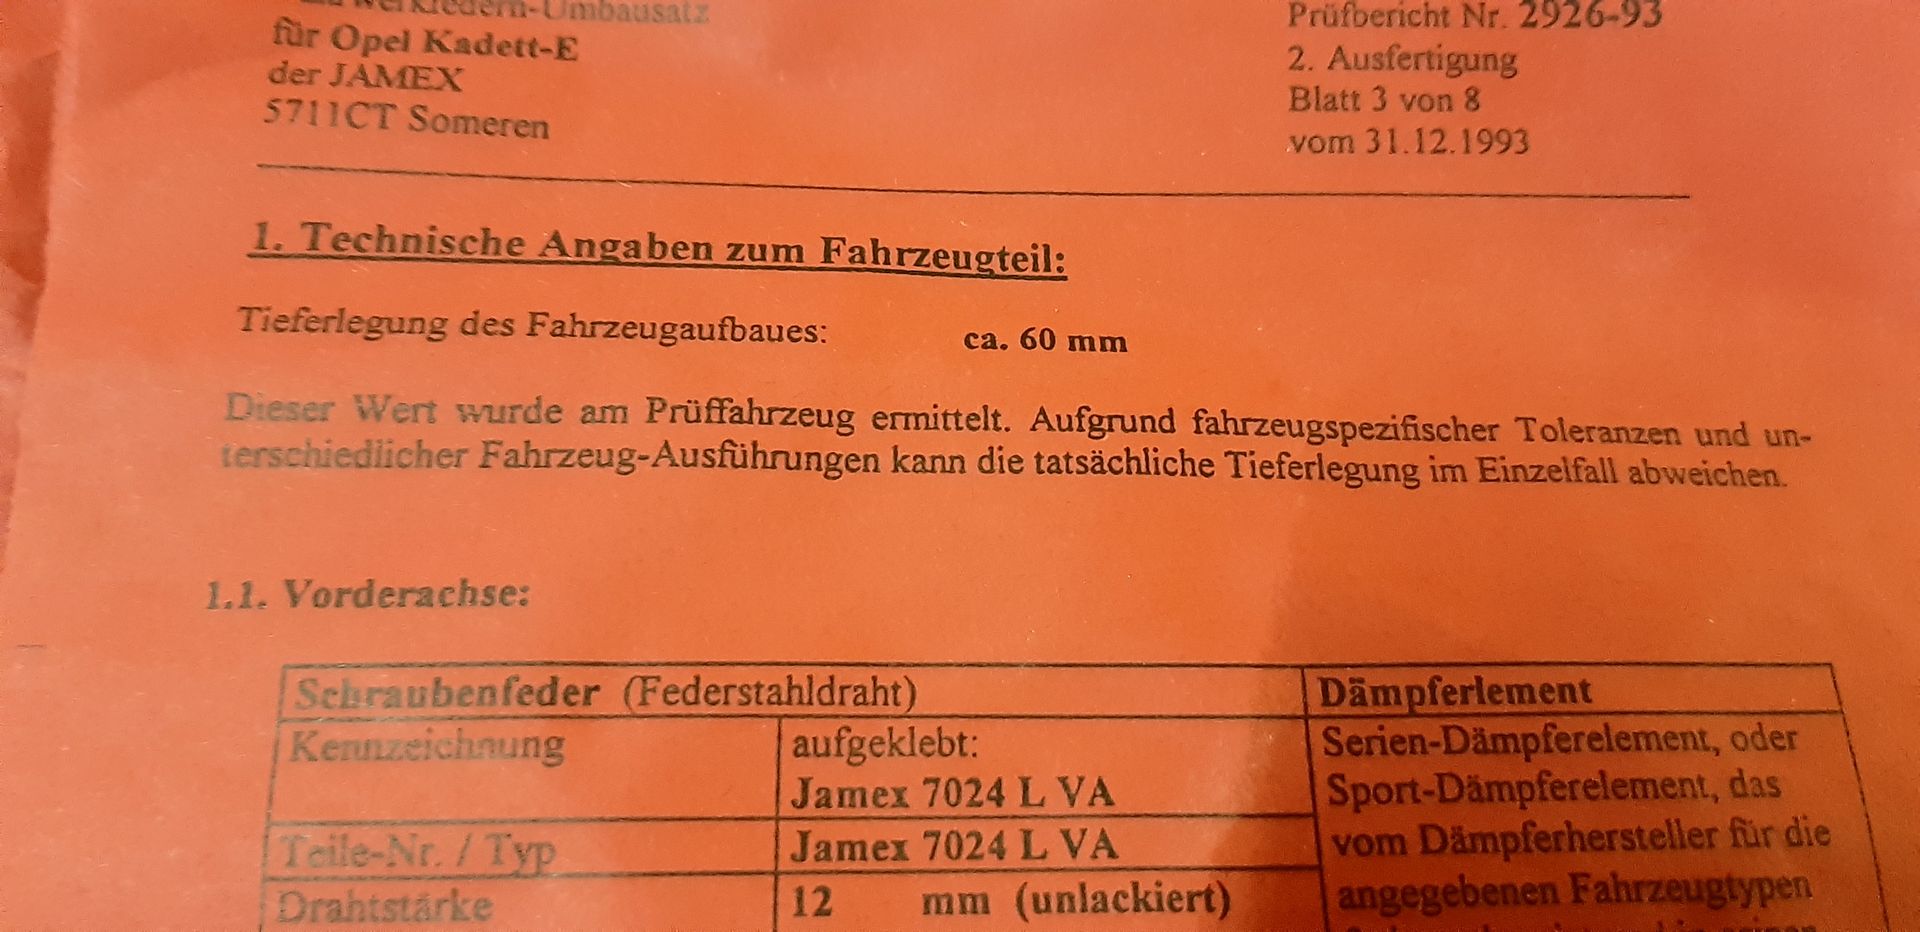 für Opel Kadett-E
der JAMEX
5711CT Someren
Prüfbericht Nr. 2926-93
2. Ausfertigung
Blatt 3 von 8
vom 31.12.1993
1. Technische Angaben zum Fahrzeugteil:
Tieferlegung des Fahrzeugaufbaues: ca. 60 mm
Dieser Wert wurde am Prüffahrzeug ermittelt. Aufgrund fahrzeugspezifischer Toleranzen und un-
terschiedlicher Fahrzeug-Ausführungen kann die tatsächliche Tieferlegung im Einzelfall abweichen.
1.1. Vorderachse:
Schraubenfeder (Federstahldraht)
Kennzeichnung
aufgeklebt:
Jamex 7024 L VA
Teile-Nr. / Typ
Jamex 7024 L VA
Drahtstärke
12 mm (unlackiert)
Dämpferlement
Serien-Dämpferelement, oder
Sport-Dämpferelement, das
vom Dämpferhersteller für die
angegebenen Fahrzeugtypen